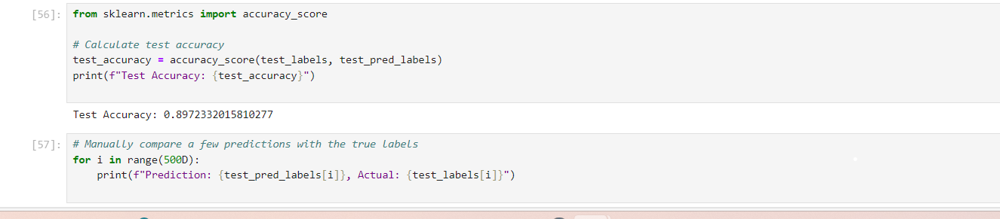 [56]: from sklearn.metrics import accuracy_score
# Calculate test accuracy
test_accuracy = accuracy_score(test_labels, test_pred_labels)
print(f"Test Accuracy: {test_accuracy}")
Test Accuracy: 0.8972332015810277
[57]: # Manually compare a few predictions with the true labels
for i in range(500D):
    print(f"Prediction: {test_pred_labels[i]}, Actual: {test_labels[i]}")